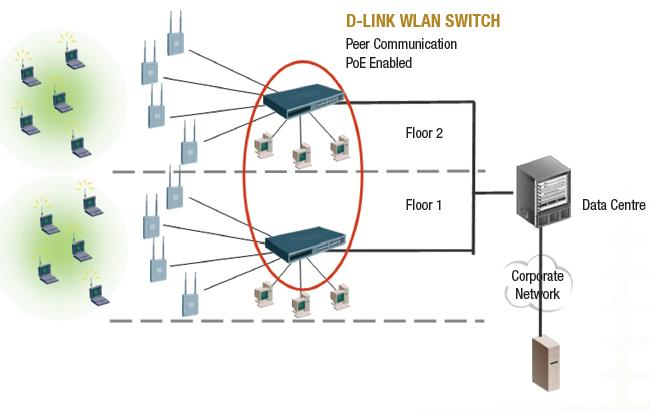 D-LINK WLAN SWITCH
Peer Communication
PoE Enabled
Floor 2
Floor 1
Data Centre
Corporate
Network